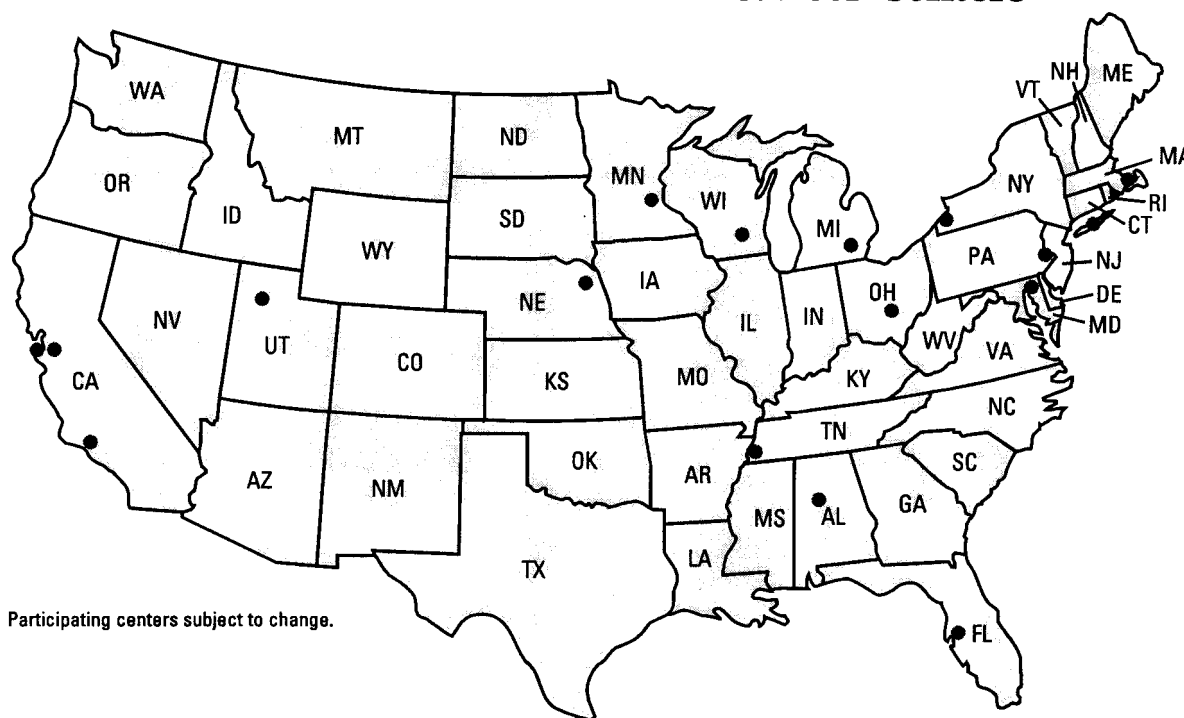 NH
ME
VT
WA
MT
ND
MN
MA
OR
NY
ID
WI
RI
SD
CT
MI
WY
PA
NJ
IA
NE
OH
DE
NV
IL
IN
MD
UT
WV
CO
VA
CA
KS
MO
KY
NC
TN
OK
SC
AZ
AR
NM
GA
MS
AL
LA
TX
Participating centers subject to change.
FL